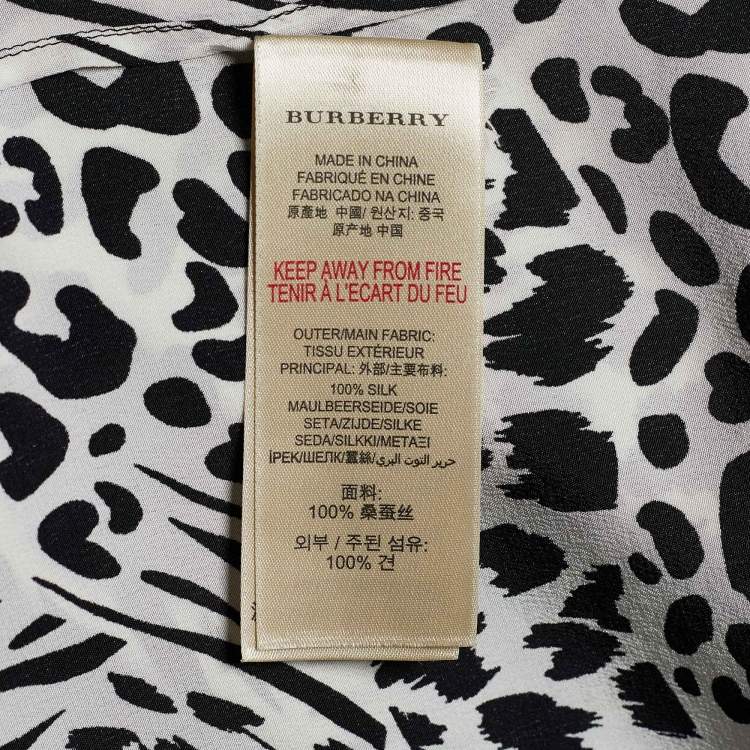 BURBERRY
MADE IN CHINA
FABRIQUÉ EN CHINE
FABRICADO NA CHINA
原產地 中國/ 원산지: 중국
原产地 中国
KEEP AWAY FROM FIRE
TENIR À L'ECART DU FEU
OUTER/MAIN FABRIC:
TISSU EXTÉRIEUR
PRINCIPAL: 外部/主要布料:
100% SILK
MAULBEERSEIDE/SOIE
SETA/ZIJDE/SILKE
SEDA/SILKKI/ΜΕΤΑΞΙ
İPEK/ШЕЛК/蠶絲/حرير التوت البري
面料:
100% 桑蚕丝
외부 / 주된 섬유:
100% 견